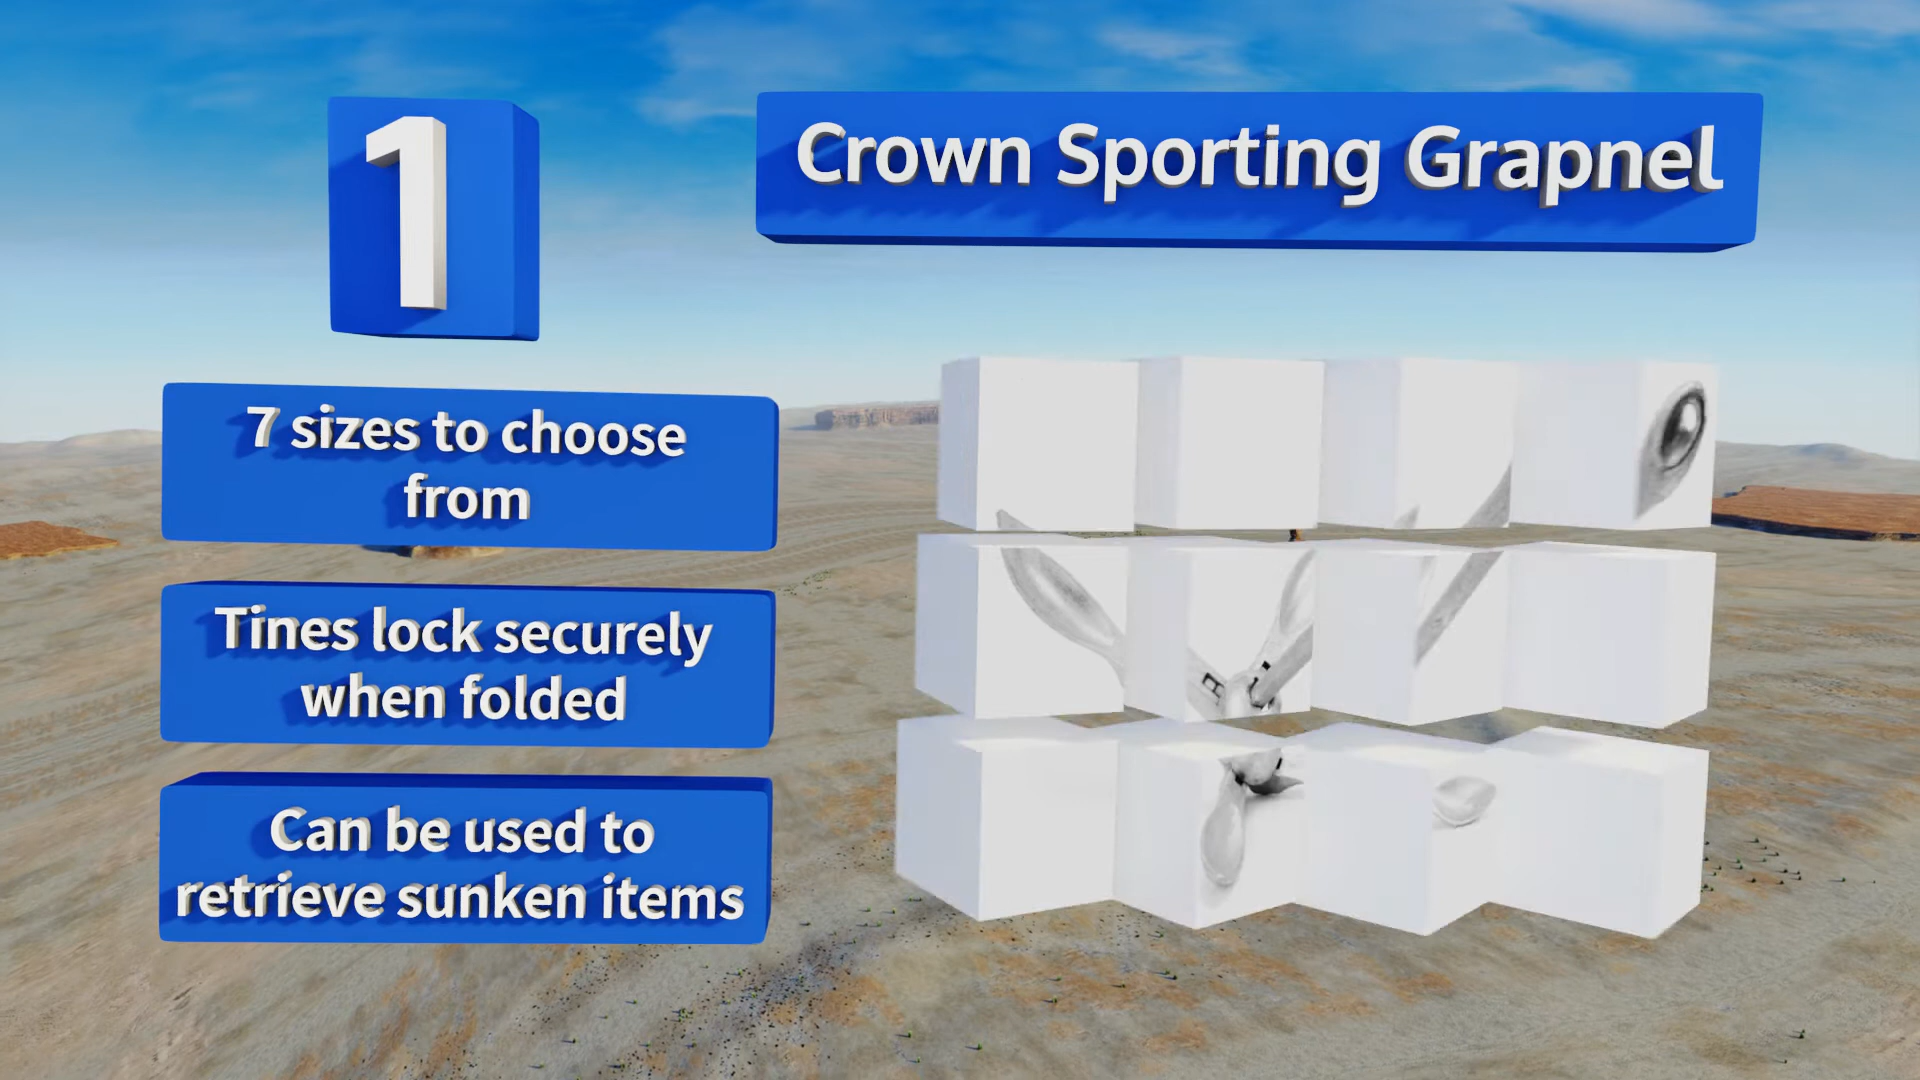 1
Crown Sporting Grapnel
7 sizes to choose
from
Tines lock securely
when folded
Can be used to
retrieve sunken items